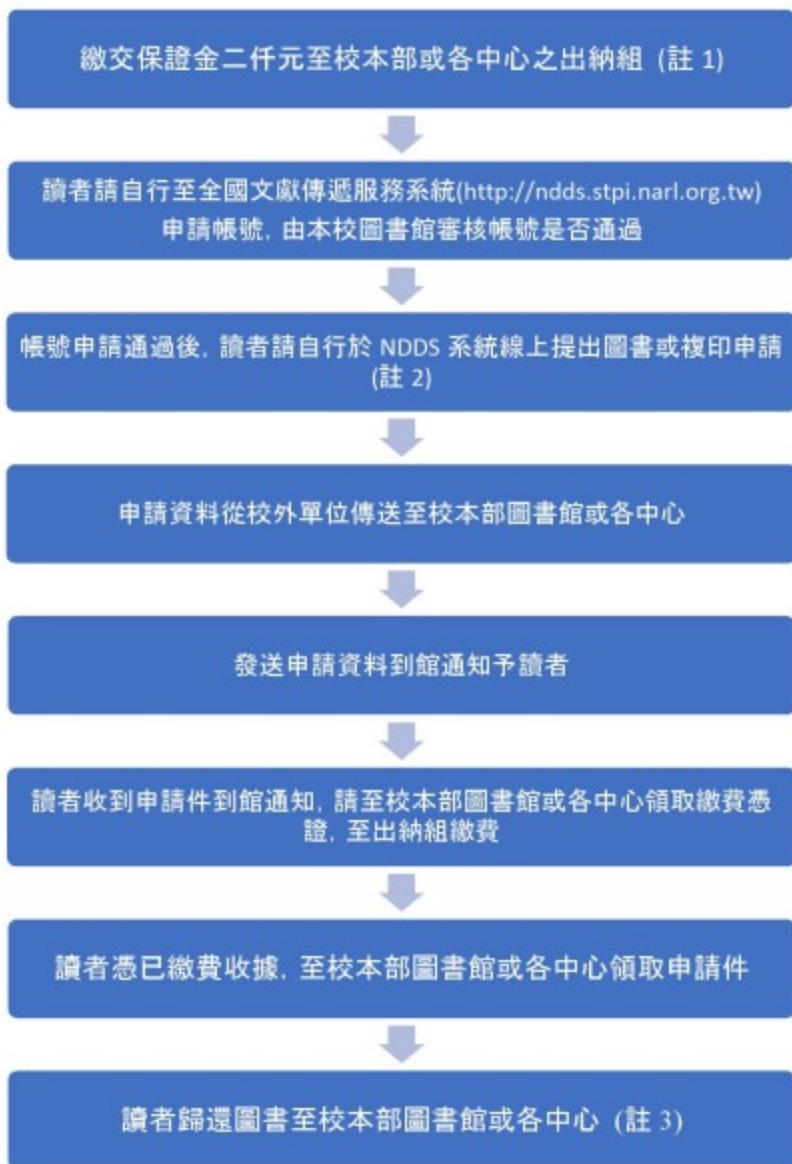 繳交保證金二仟元至校本部或各中心之出納組 (註 1)
讀者請自行至全國文獻傳遞服務系統(http://ndds.stpi.narl.org.tw)
申請帳號, 由本校圖書館審核帳號是否通過
帳號申請通過後, 讀者請自行於 NDDS 系統線上提出圖書或複印申請
(註 2)
申請資料從校外單位傳送至校本部圖書館或各中心
發送申請資料到館通知予讀者
讀者收到申請件到館通知, 請至校本部圖書館或各中心領取繳費憑
證, 至出納組繳費
讀者憑已繳費收據, 至校本部圖書館或各中心領取申請件
讀者歸還圖書至校本部圖書館或各中心 (註 3)